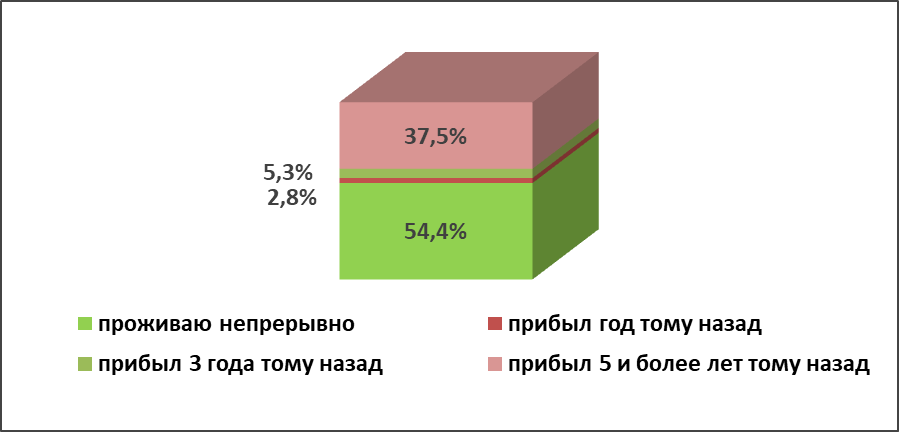 37,5%
5,3%
2,8%
54,4%
проживаю непрерывно
прибыл год тому назад
прибыл 3 года тому назад
прибыл 5 и более лет тому назад